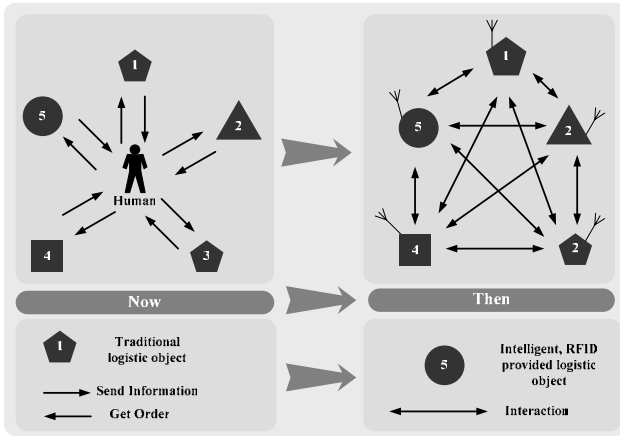 1
5
2
Human
4
3
1
5
2
4
2
Now
Then
1
Traditional
logistic object
Send Information
Get Order
5
Intelligent, RFID
provided logistic
object
Interaction